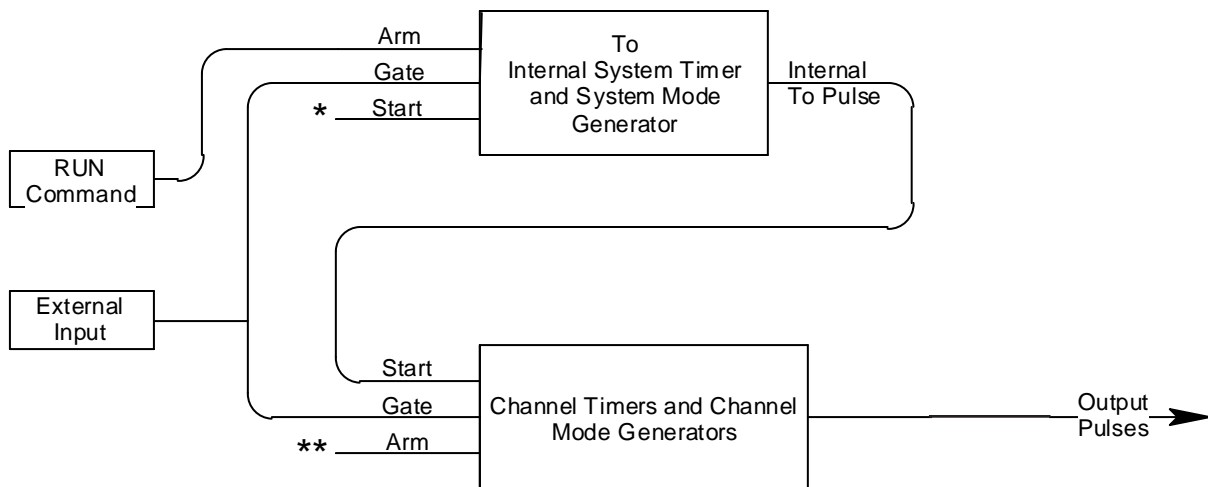 Arm
Gate
* Start
To
Internal System Timer
and System Mode
Generator
Internal
To Pulse
RUN
Command
External
Input
Start
Gate
** Arm
Channel Timers and Channel
Mode Generators
Output
Pulses